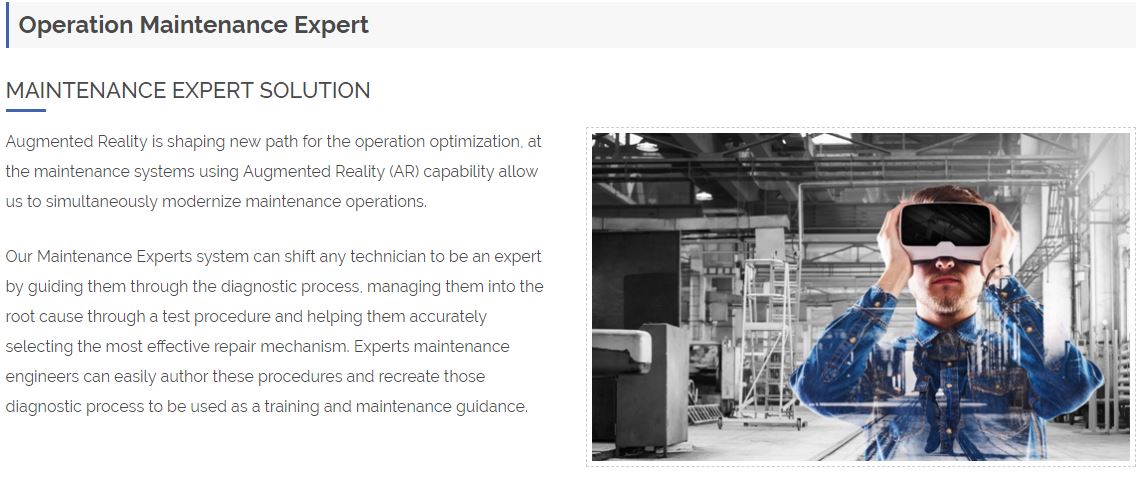 Operation Maintenance Expert
MAINTENANCE EXPERT SOLUTION
Augmented Reality is shaping new path for the operation optimization, at
the maintenance systems using Augmented Reality (AR) capability allow
us to simultaneously modernize maintenance operations.
Our Maintenance Experts system can shift any technician to be an expert
by guiding them through the diagnostic process, managing them into the
root cause through a test procedure and helping them accurately
selecting the most effective repair mechanism. Experts maintenance
engineers can easily author these procedures and recreate those
diagnostic process to be used as a training and maintenance guidance.